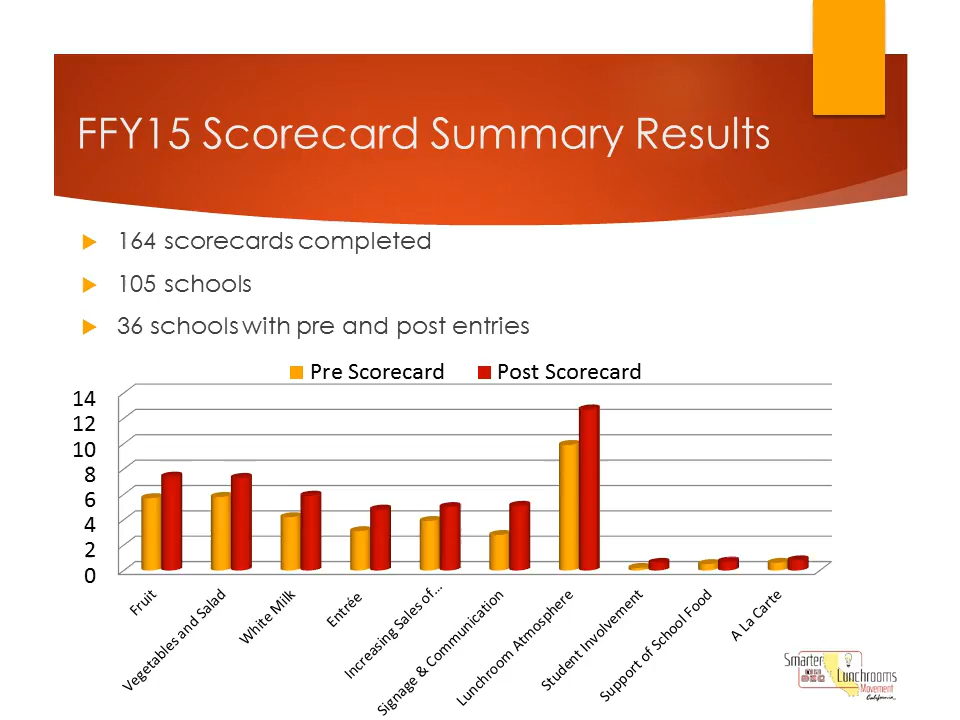 FFY15 Scorecard Summary Results
164 scorecards completed
105 schools
36 schools with pre and post entries
Pre Scorecard Post Scorecard
14
12
10
8
6
4
2
0
Fruit
Vegetables and Salad
White Milk
Entrée
Increasing Sales of...
Signage & Communication
Lunchroom Atmosphere
Student Involvement
Support of School Food
A La Carte
Smarter
Lunchrooms
Movement
California